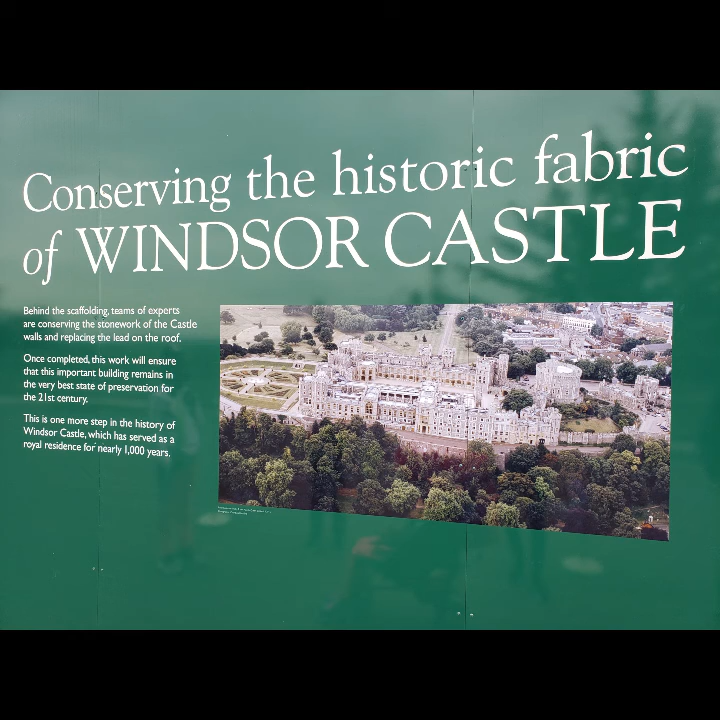 Conserving the historic fabric
of WINDSOR CASTLE
Behind the scaffolding, teams of experts
are conserving the stonework of the Castle
walls and replacing the lead on the roof.
Once completed, this work will ensure
that this important building remains in
the very best state of preservation for
the 21st century.
This is one more step in the history of
Windsor Castle, which has served as a
royal residence for nearly 1,000 years.